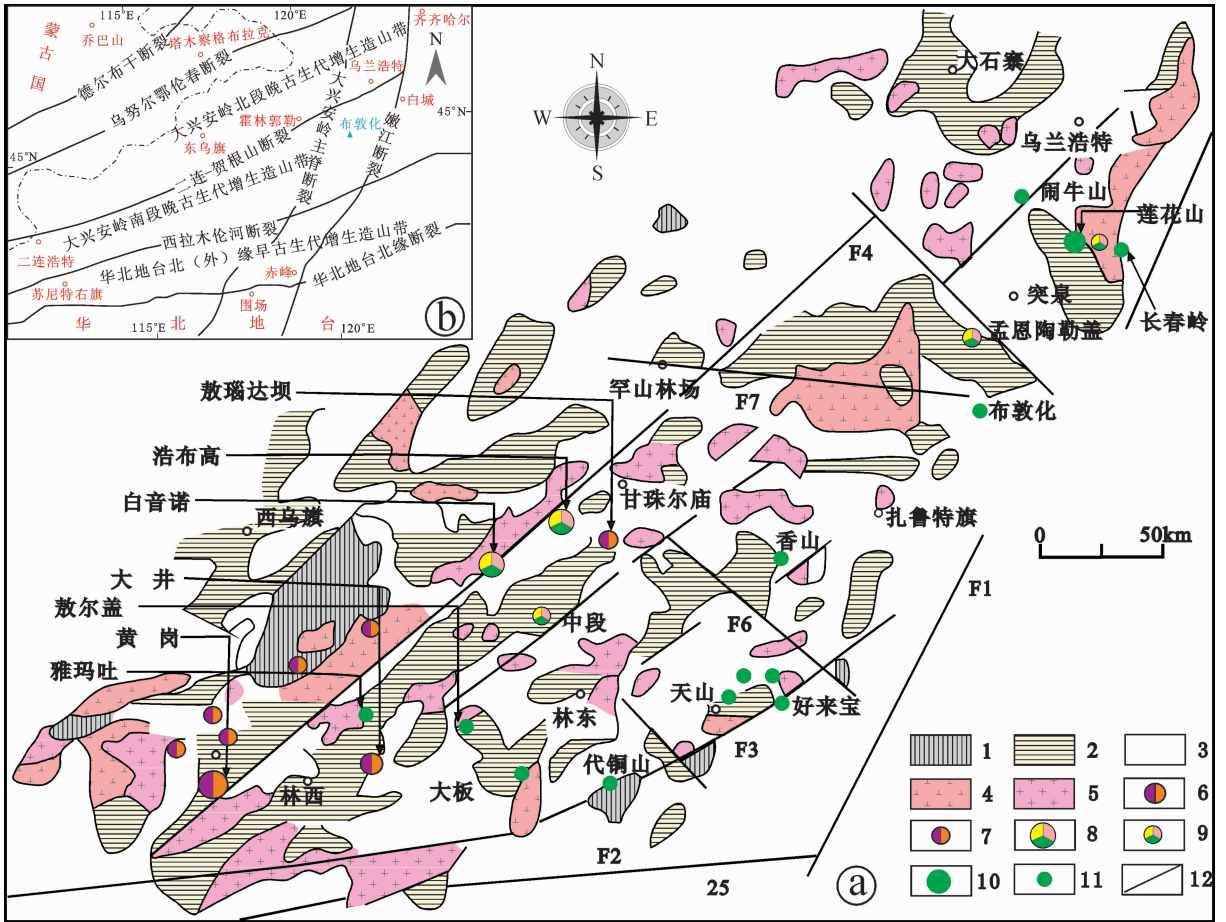 115°E
120°E
蒙古国
乔巴山
塔木察格布拉克
齐齐哈尔
N
德尔布干断裂
乌努尔鄂伦春断裂
大兴安岭北段晚古生代增生造山带
乌兰浩特
白城
霍林郭勒
布敦化
东乌旗
45°N
45°N
二连-贺根山断裂
大兴安岭主脊断裂
嫩江断裂
大兴安岭南段晚古生代增生造山带
西拉木伦河断裂
二连浩特
华北地台北(外)缘早古生代增生造山带
赤峰
华北地台北缘断裂
苏尼特右旗
围场
华北地台
115°E
120°E
b
N
W
E
S
大石寨
乌兰浩特
闹牛山
莲花山
F4
突泉
长春岭
孟恩陶勒盖
罕山林场
F7
布敦化
敖瑙达坝
浩布高
白音诺
西乌旗
甘珠尔庙
扎鲁特旗
香山
0
50km
大井
敖尔盖
黄岗
雅玛吐
中段
F6
F1
天山
好来宝
林东
F3
代铜山
林西
大板
F2
25
a
1
2
3
4
5
6
7
8
9
10
11
12